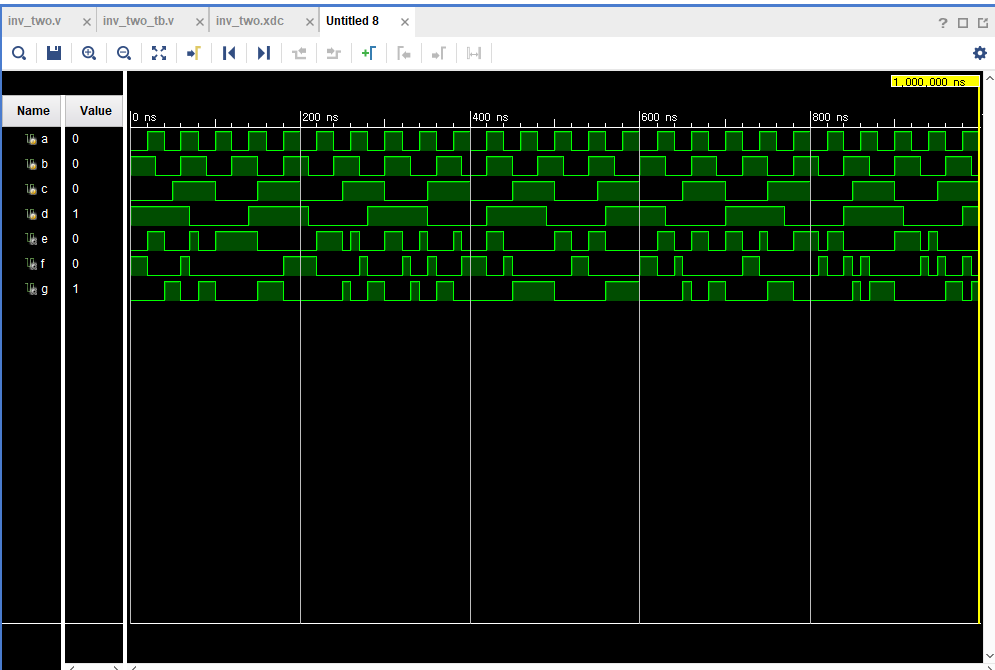 inv_two.v × inv_two_tb.v × inv_two.xdc × Untitled 8 × ?
1,000,000 ns
Name Value
0 ns 200 ns 400 ns 600 ns 800 ns
a 0
b 0
c 0
d 1
e 0
f 0
g 1